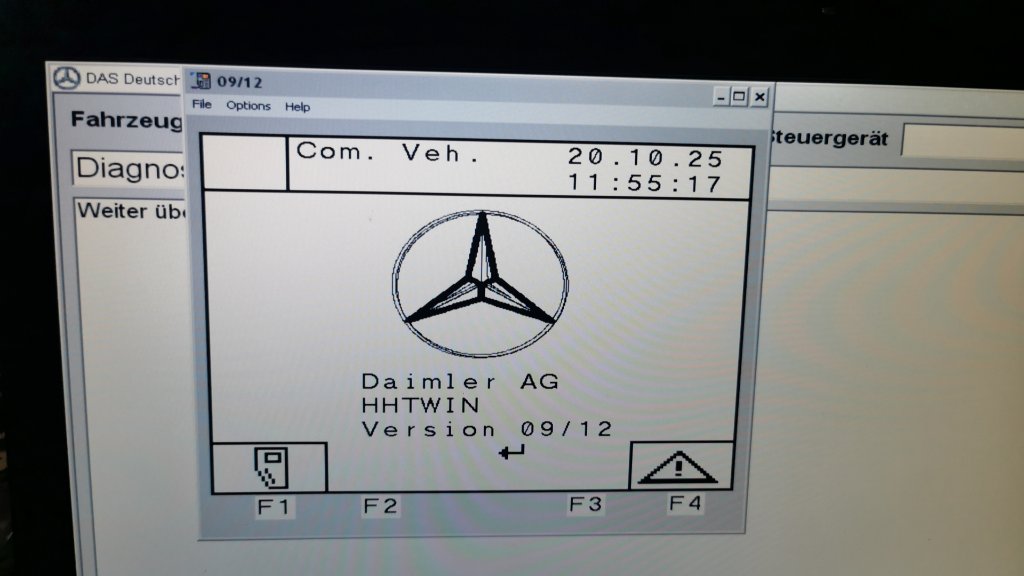 DAS Deutsch
09/12
File Options Help
Fahrzeug
Steuergerät
Com. Veh.
20.10.25
11:55:17
Diagnos
Weiter übe
Daimler AG
HHTWIN
Version 09/12
F1 F2 F3 F4